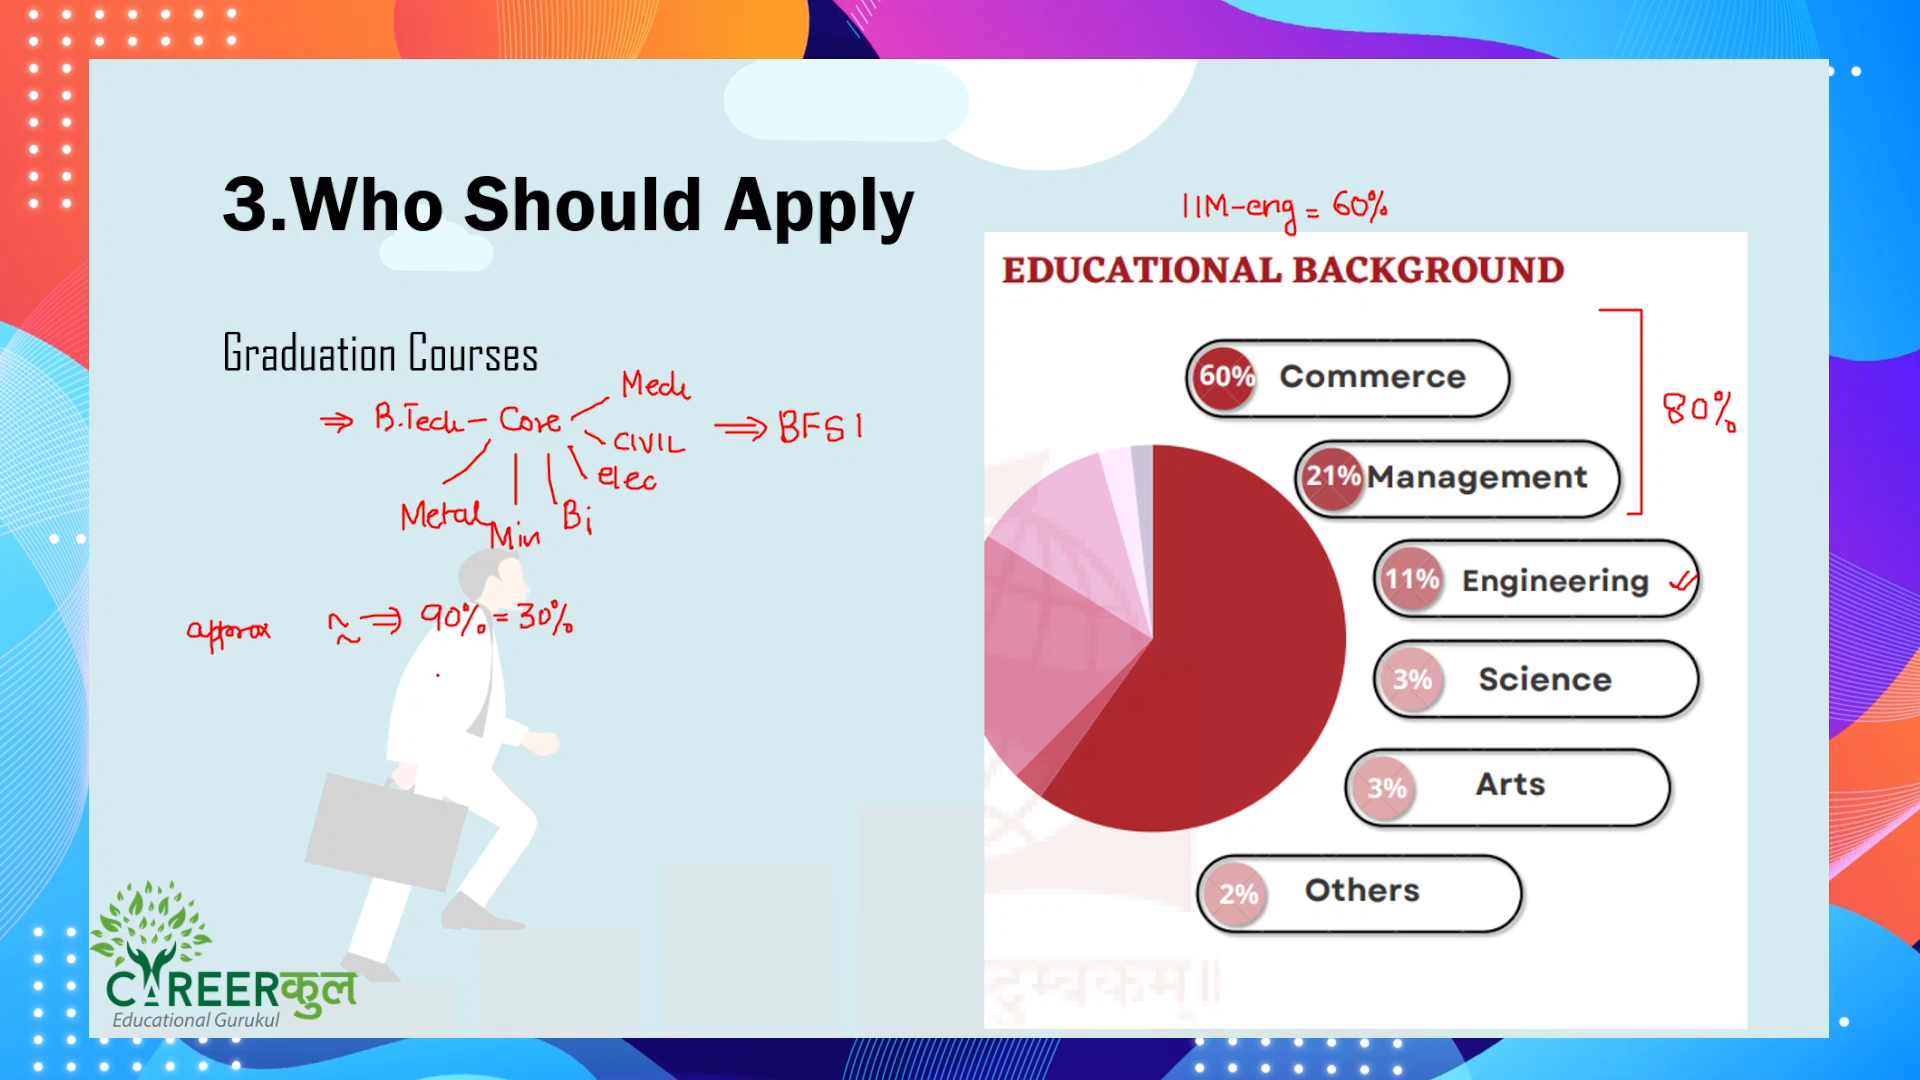 3.Who Should Apply
Graduation Courses
⇒ B.Tech - Core
Mech
CIVIL
elec
Bi
Min
Metal
⇒ BFSI
approx ≈ ⇒ 90% = 30%
IIM-eng = 60%
EDUCATIONAL BACKGROUND
60% Commerce
21% Management
80%
11% Engineering
3% Science
3% Arts
2% Others
CAREERकुल
Educational Gurukul